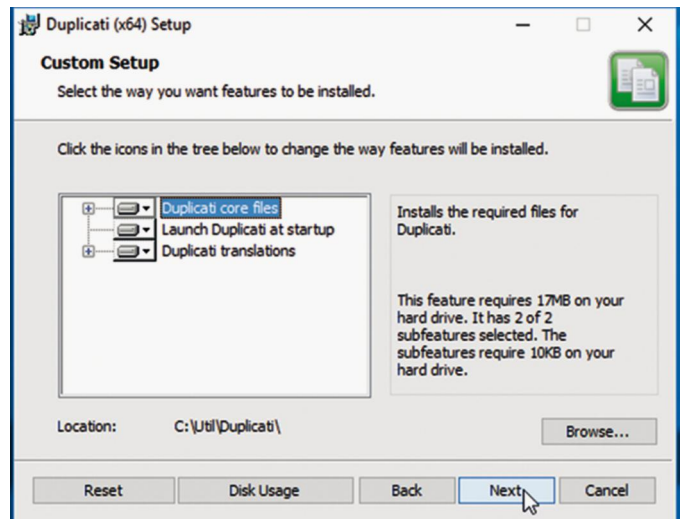 Duplicati (x64) Setup
Custom Setup
Select the way you want features to be installed.
Click the icons in the tree below to change the way features will be installed.
Duplicati core files
Launch Duplicati at startup
Duplicati translations
Installs the required files for
Duplicati.
This feature requires 17MB on your
hard drive. It has 2 of 2
subfeatures selected. The
subfeatures require 10KB on your
hard drive.
Location: C:\Util\Duplicati\
Browse...
Reset Disk Usage Back Next Cancel